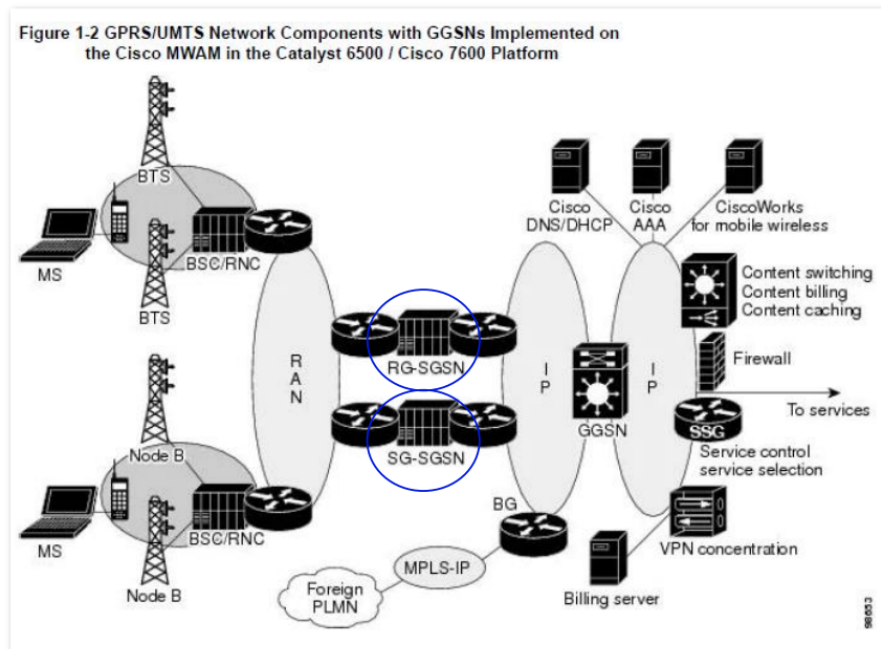 Figure 1-2 GPRS/UMTS Network Components with GGSNs Implemented on
the Cisco MWAM in the Catalyst 6500 / Cisco 7600 Platform
BTS
BTS
MS
BSC/RNC
Cisco
DNS/DHCP
Cisco
AAA
CiscoWorks
for mobile wireless
Content switching
Content billing
Content caching
RAN
RG-SGSN
IP
IP
Firewall
To services
GGSN
SG-SGSN
SSG
Service control
service selection
Node B
MS
BSC/RNC
Node B
BG
MPLS-IP
Foreign
PLMN
VPN concentration
Billing server
98653